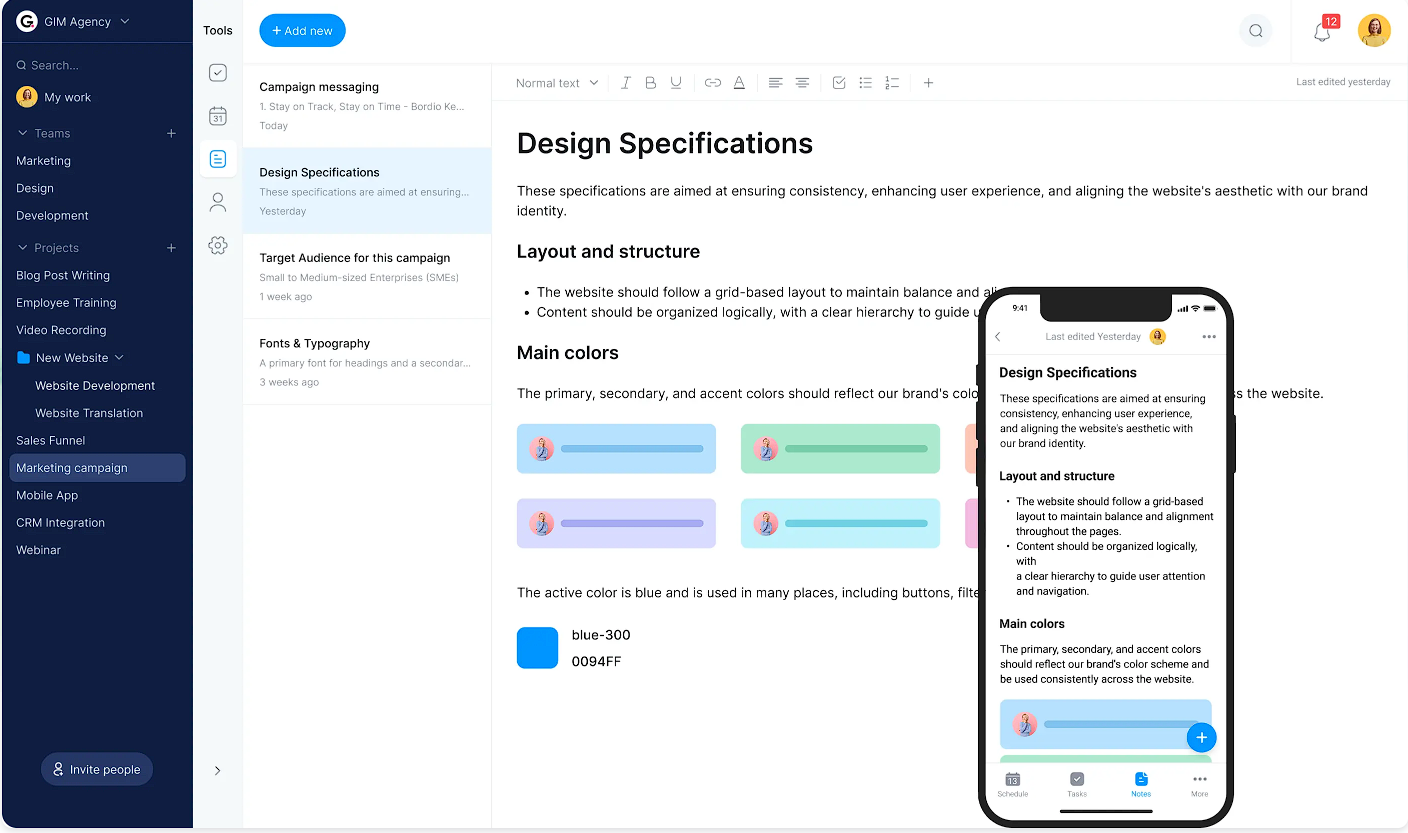 G.
GIM Agency
Search...
My work
Teams
Marketing
Design
Development
Projects
Blog Post Writing
Employee Training
Video Recording
New Website
Website Development
Website Translation
Sales Funnel
Marketing campaign
Mobile App
CRM Integration
Webinar
Invite people
Tools
31
+ Add new
12
Campaign messaging
1. Stay on Track, Stay on Time - Bordio Ke...
Today
Design Specifications
These specifications are aimed at ensuring...
Yesterday
Target Audience for this campaign
Small to Medium-sized Enterprises (SMEs)
1 week ago
Fonts & Typography
A primary font for headings and a secondar...
3 weeks ago
Normal text I B U A
Last edited yesterday
Design Specifications
These specifications are aimed at ensuring consistency, enhancing user experience, and aligning the website's aesthetic with our brand
identity.
Layout and structure
• The website should follow a grid-based layout to maintain balance and
• Content should be organized logically, with a clear hierarchy to guide
Main colors
The primary, secondary, and accent colors should reflect our brand's the website.
The active color is blue and is used in many places, including buttons,
blue-300
0094FF
9:41
Last edited Yesterday
Design Specifications
These specifications are aimed at ensuring
consistency, enhancing user experience,
and aligning the website's aesthetic with
our brand identity.
Layout and structure
• The website should follow a grid-based
layout to maintain balance and alignment
throughout the pages.
• Content should be organized logically,
with
a clear hierarchy to guide user attention
and navigation.
Main colors
The primary, secondary, and accent colors
should reflect our brand's color scheme and
be used consistently across the website.
+
13
Schedule
Tasks
Notes
More